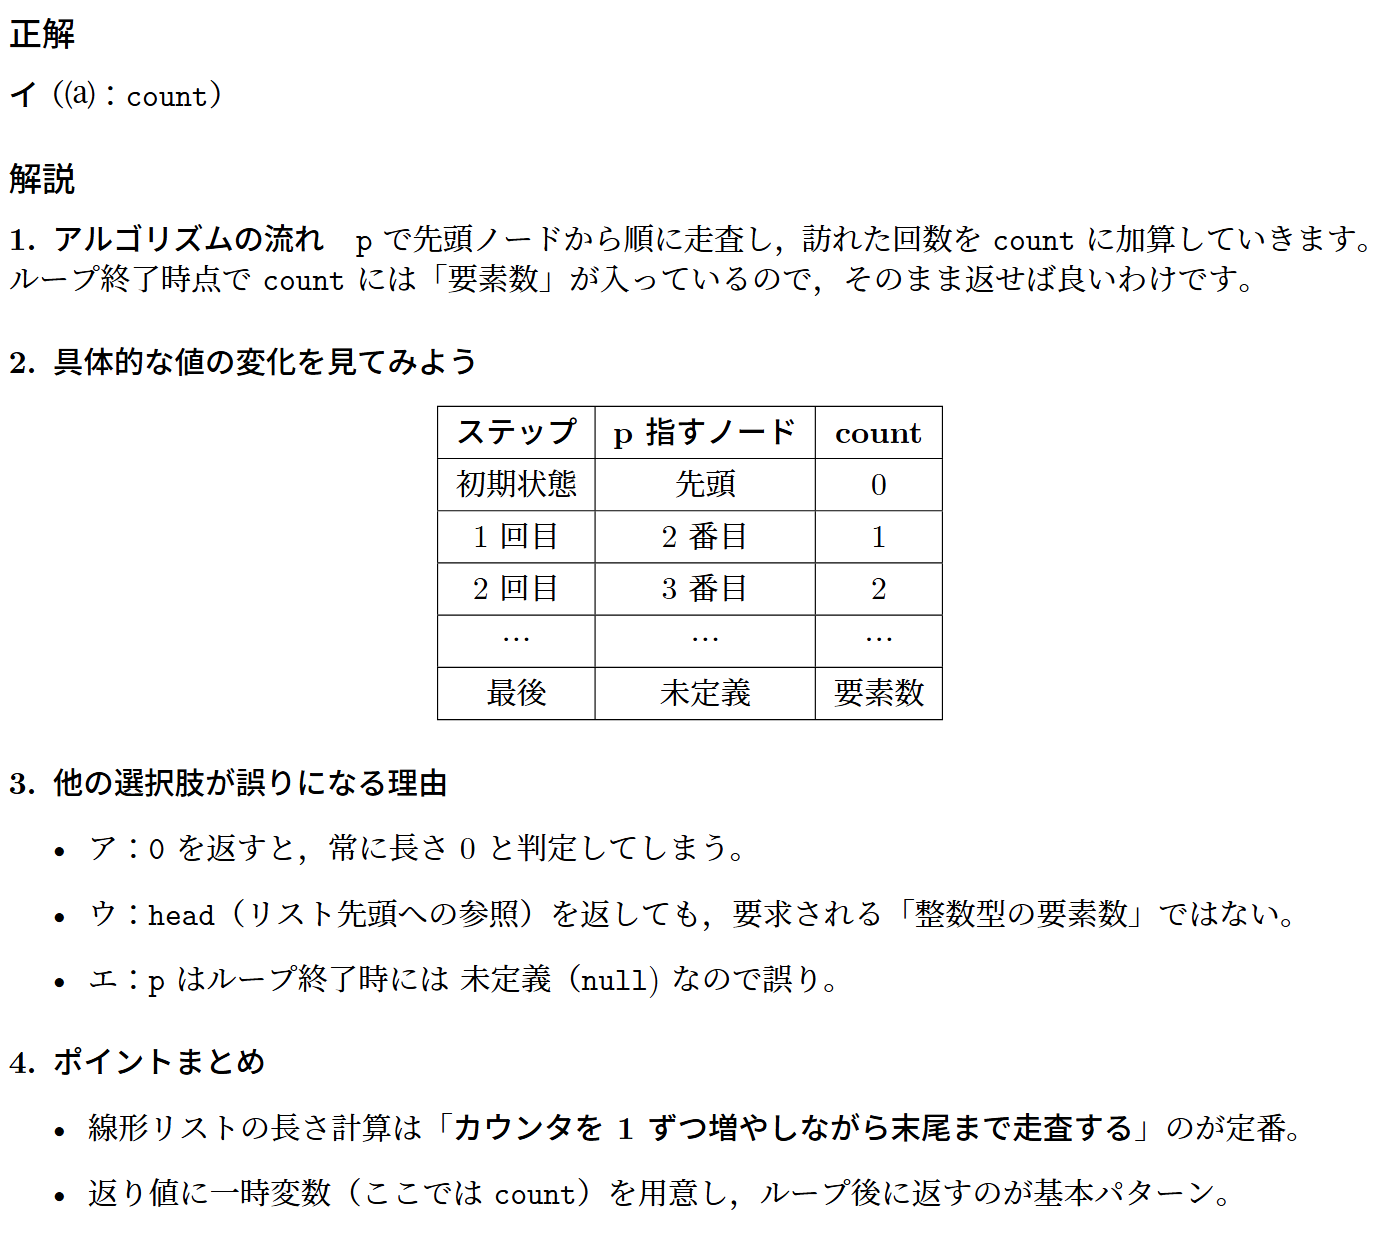 正解
イ（(a)：count）
解説
1. アルゴリズムの流れ　p で先頭ノードから順に走査し，訪れた回数を count に加算していきます。
ループ終了時点で count には「要素数」が入っているので，そのまま返せば良いわけです。
2. 具体的な値の変化を見てみよう
ステップ p 指すノード count
初期状態 先頭 0
1 回目 2 番目 1
2 回目 3 番目 2
… … …
最後 未定義 要素数
3. 他の選択肢が誤りになる理由
• ア：0 を返すと，常に長さ 0 と判定してしまう。
• ウ：head（リスト先頭への参照）を返しても，要求される「整数型の要素数」ではない。
• エ：p はループ終了時には 未定義（null) なので誤り。
4. ポイントまとめ
• 線形リストの長さ計算は「カウンタを 1 ずつ増やしながら末尾まで走査する」のが定番。
• 返り値に一時変数（ここでは count）を用意し，ループ後に返すのが基本パターン。